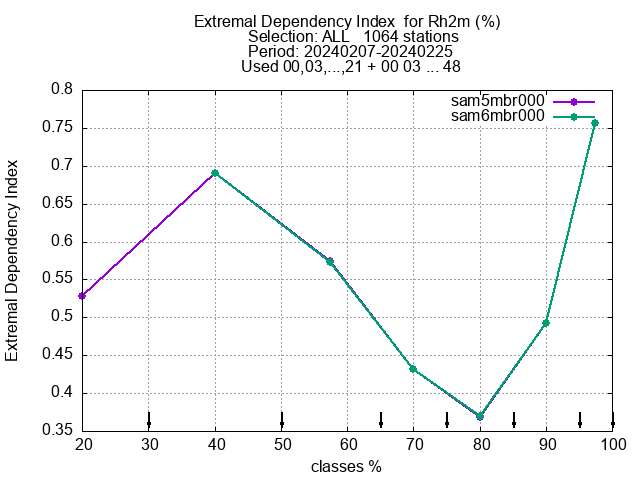 Extremal Dependency Index  for Rh2m (%)
Selection: ALL   1064 stations
Period: 20240207-20240225
Used 00,03,...,21 + 00 03 ... 48
sam5mbr000
sam6mbr000
0.8
0.75
0.7
0.65
0.6
0.55
0.5
0.45
0.4
0.35
Extremal Dependency Index
20 30 40 50 60 70 80 90 100
classes %